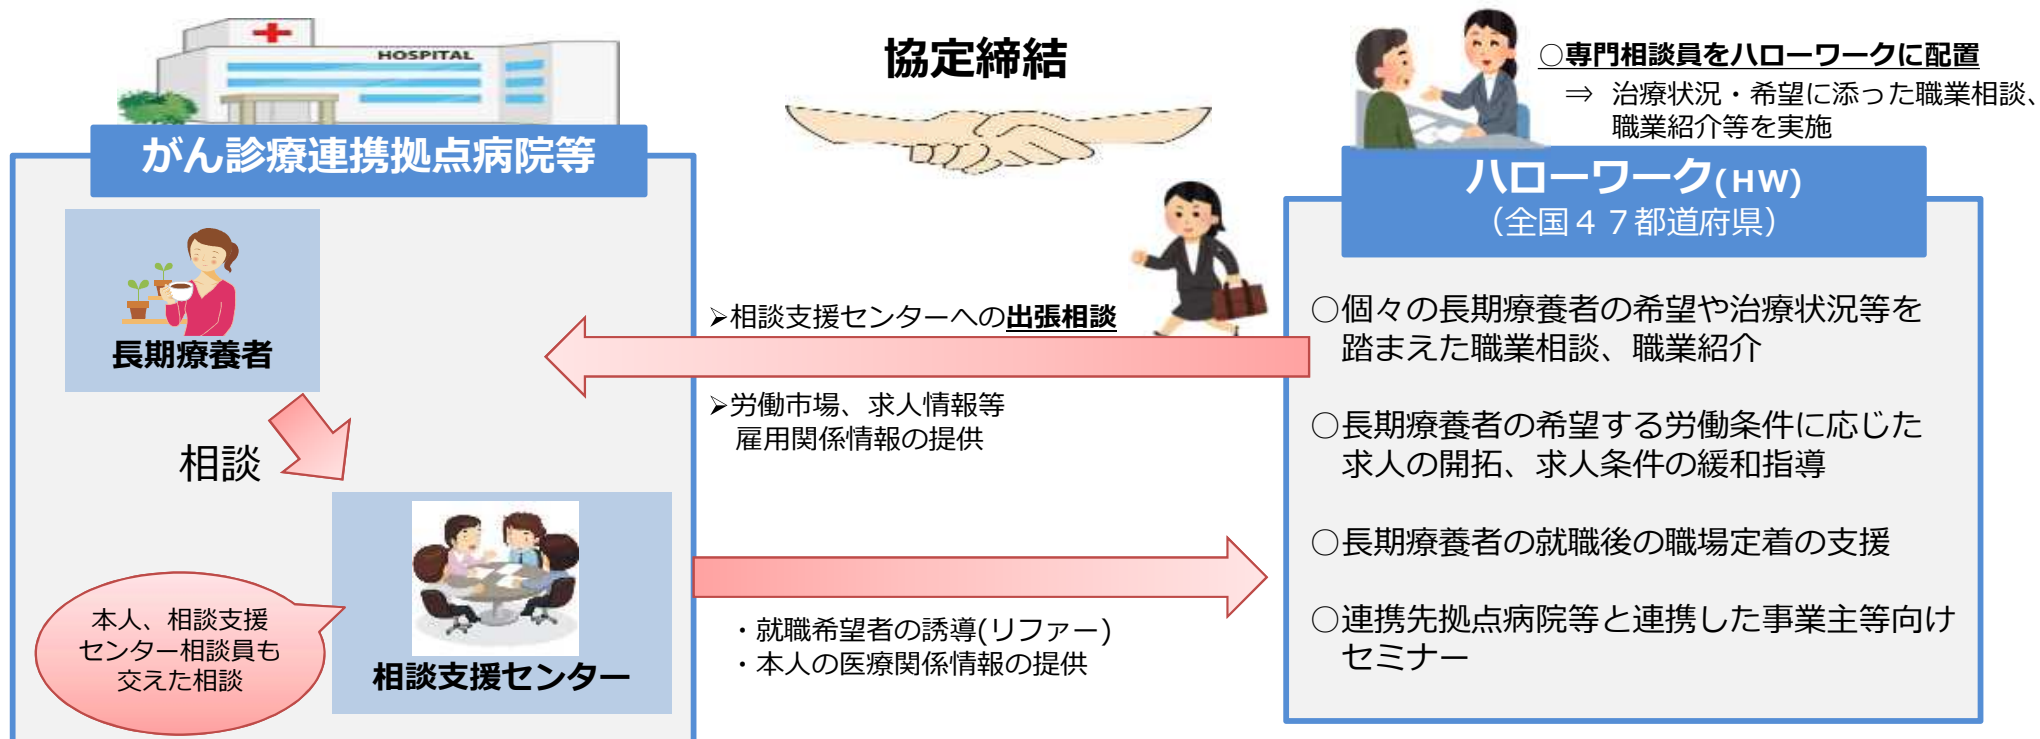 HOSPITAL
がん診療連携拠点病院等
長期療養者
相談
本人、相談支援
センター相談員も
交えた相談
相談支援センター
協定締結
➢相談支援センターへの出張相談
➢労働市場、求人情報等
雇用関係情報の提供
・就職希望者の誘導(リファー)
・本人の医療関係情報の提供
○専門相談員をハローワークに配置
⇒ 治療状況・希望に添った職業相談、
職業紹介等を実施
ハローワーク(HW)
（全国４７都道府県）
○個々の長期療養者の希望や治療状況等を
踏まえた職業相談、職業紹介
○長期療養者の希望する労働条件に応じた
求人の開拓、求人条件の緩和指導
○長期療養者の就職後の職場定着の支援
○連携先拠点病院等と連携した事業主等向け
セミナー